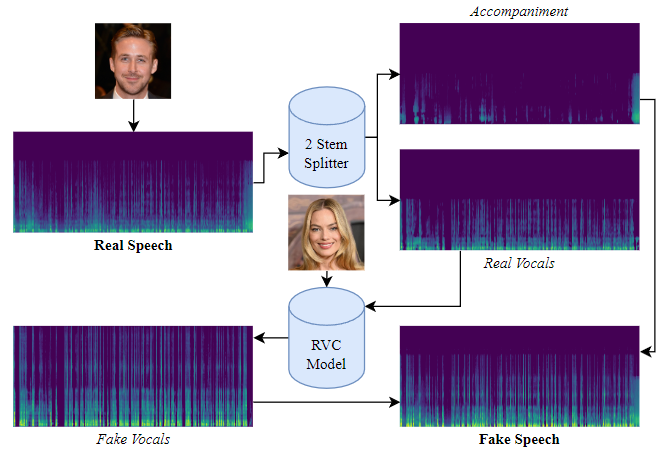 Accompaniment
2 Stem
Splitter
Real Speech
Real Vocals
RVC
Model
Fake Vocals
Fake Speech